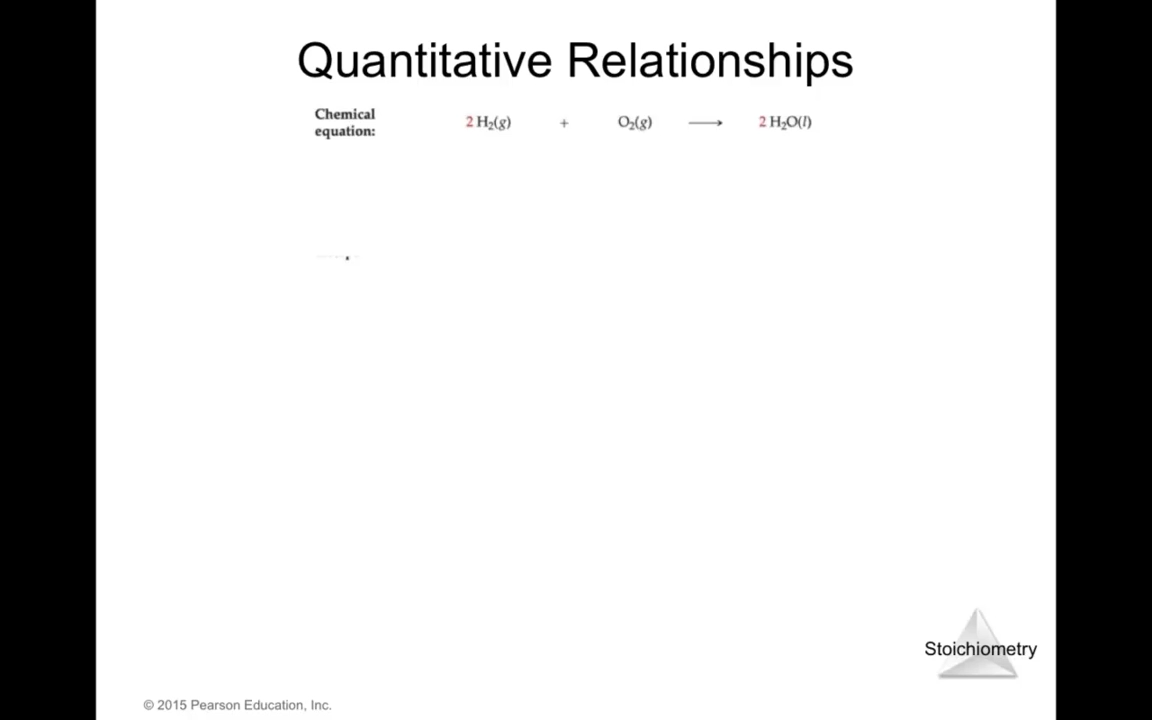 Quantitative Relationships
Chemical
equation: 2 H₂(g) + O₂(g) ⟶ 2 H₂O(l)
Stoichiometry
© 2015 Pearson Education, Inc.